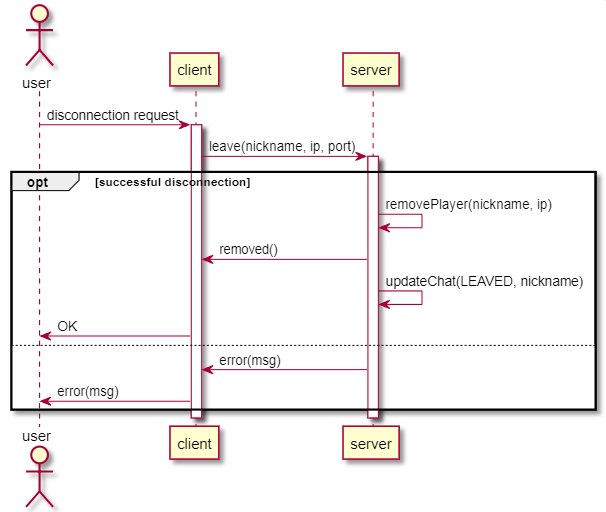 user
client
server
disconnection request
leave(nickname, ip, port)
opt
[successful disconnection]
removePlayer(nickname, ip)
removed()
updateChat(LEAVED, nickname)
OK
error(msg)
error(msg)
user
client
server